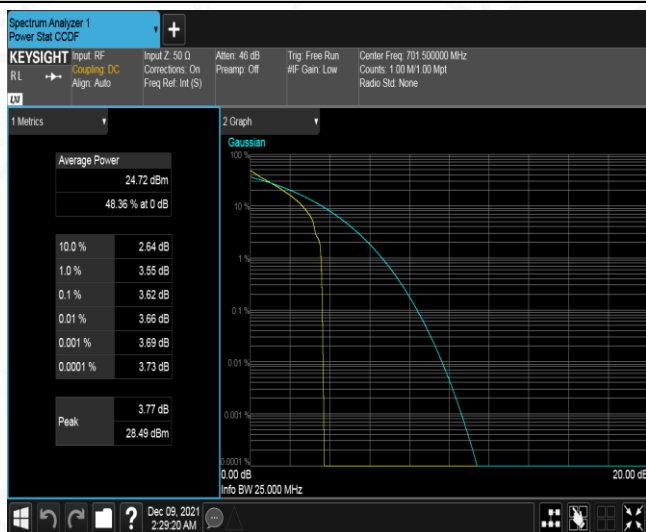 Spectrum Analyzer 1
Power Stat CCDF
+
KEYSIGHT
RL
LXI
Input: RF
Coupling: DC
Align: Auto
Input Z: 50 Ω
Corrections: On
Freq Ref: Int (S)
Atten: 46 dB
Preamp: Off
Trig: Free Run
#IF Gain: Low
Center Freq: 701.500000 MHz
Counts: 1.00 M/1.00 Mpt
Radio Std: None
1 Metrics
Average Power
24.72 dBm
48.36 % at 0 dB
10.0 % 2.64 dB
1.0 % 3.55 dB
0.1 % 3.62 dB
0.01 % 3.66 dB
0.001 % 3.69 dB
0.0001 % 3.73 dB
Peak
3.77 dB
28.49 dBm
2 Graph
Gaussian
100 %
10 %
1 %
0.1 %
0.01 %
0.001 %
0.0001 %
0.00 dB 20.00 dB
Info BW 25.000 MHz
?
Dec 09, 2021
2:29:20 AM